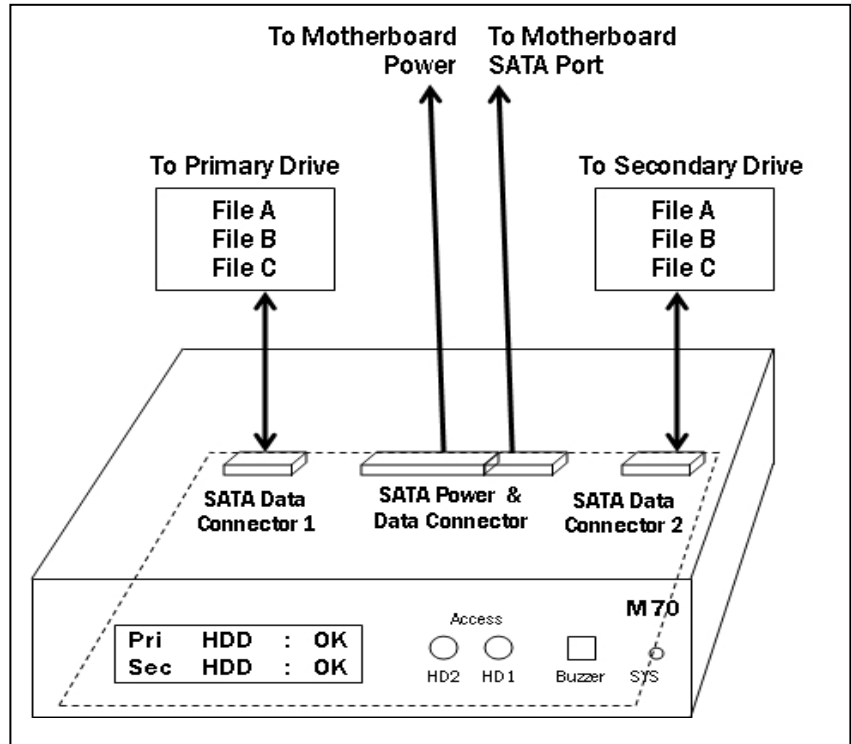 To Motherboard
Power
To Motherboard
SATA Port
To Primary Drive
File A
File B
File C
To Secondary Drive
File A
File B
File C
SATA Data
Connector 1
SATA Power &
Data Connector
SATA Data
Connector 2
M70
Pri HDD : OK
Sec HDD : OK
Access
HD2 HD1
Buzzer
SYS